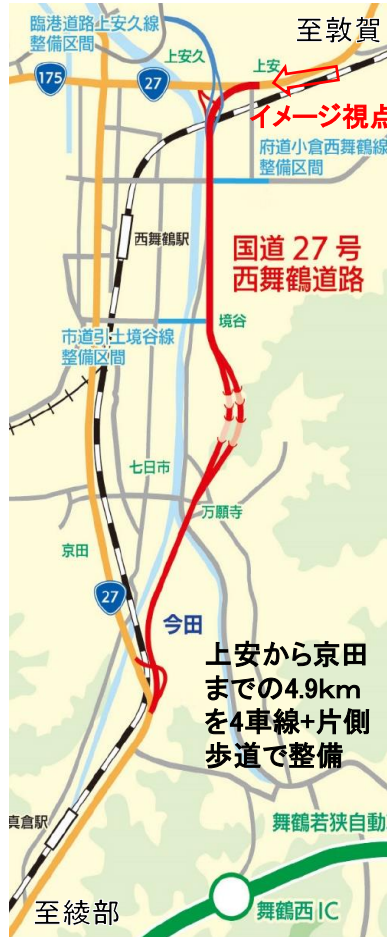 臨港道路上安久線
整備区間
至敦賀
上安久
上安
175
27
イメージ視点
府道小倉西舞鶴線
整備区間
西舞鶴駅
国道27号
西舞鶴道路
境谷
市道引土境谷線
整備区間
七日市
万願寺
京田
27
今田
上安から京田
までの4.9km
を4車線+片側
歩道で整備
真倉駅
舞鶴若狭自動
至綾部
舞鶴西IC